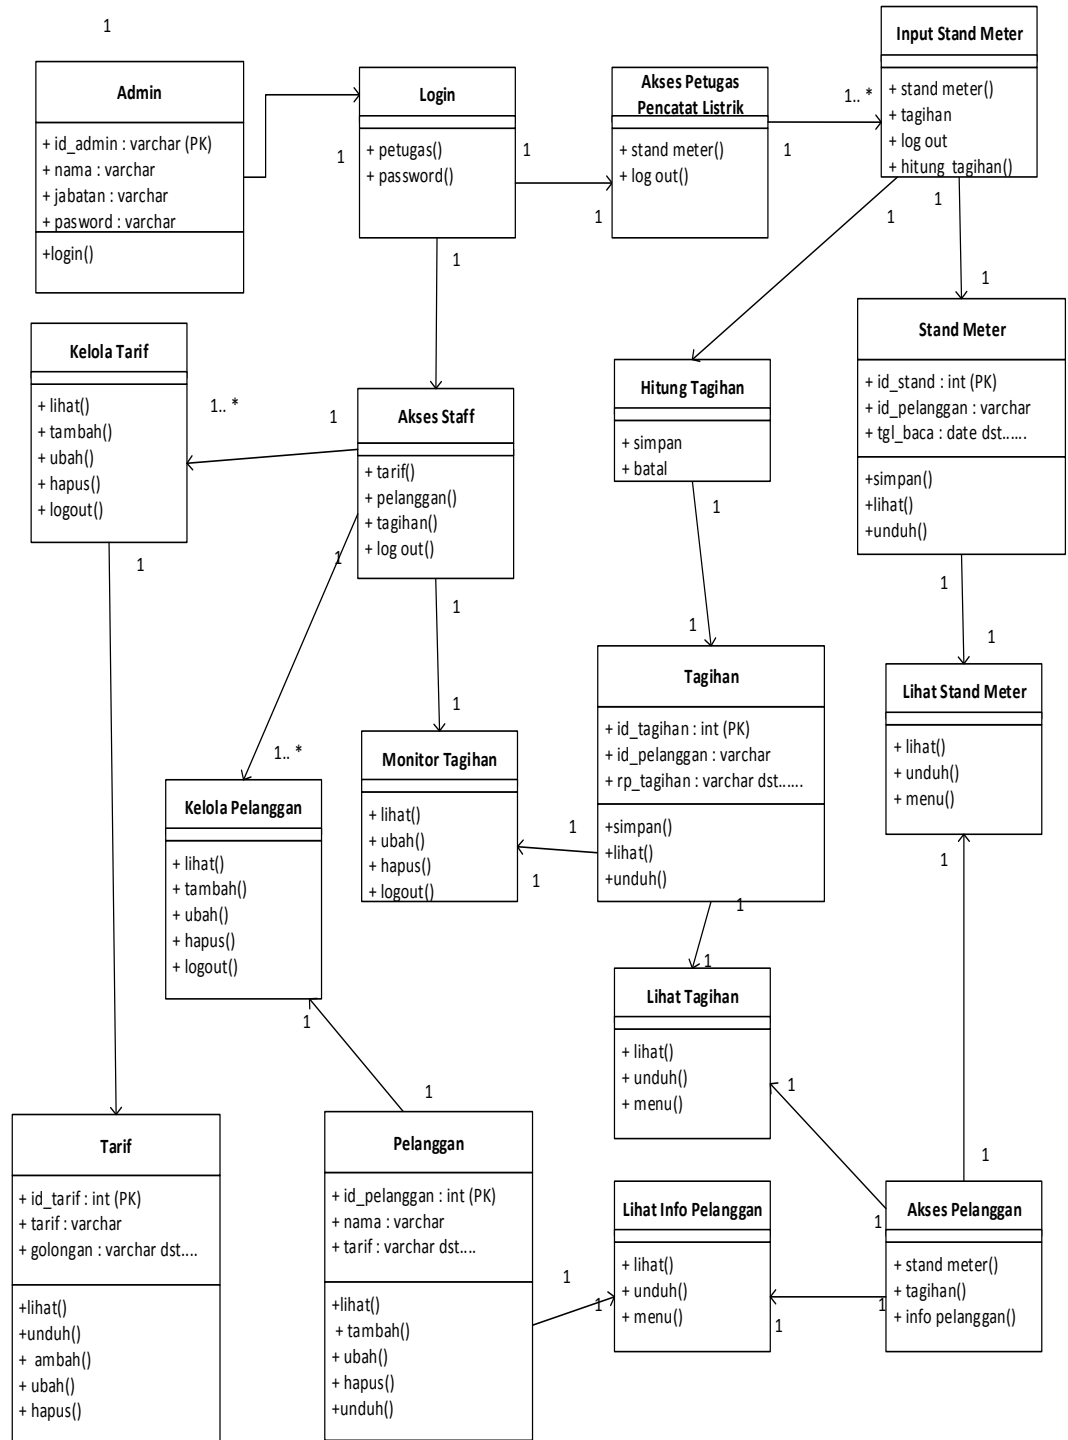 1
Admin
+ id_admin : varchar (PK)
+ nama : varchar
+ jabatan : varchar
+ pasword : varchar
+login()
Login
+ petugas()
+ password()
1
1
1
1
Akses Petugas
Pencatat Listrik
+ stand meter()
+ log out()
1.. *
1
Input Stand Meter
+ stand meter()
+ tagihan
+ log out
+ hitung_tagihan()
1
1
1
Kelola Tarif
+ lihat()
+ tambah()
+ ubah()
+ hapus()
+ logout()
1.. *
1
1
Akses Staff
+ tarif()
+ pelanggan()
+ tagihan()
+ log out()
1
1
1
Hitung Tagihan
+ simpan
+ batal
1
1
Stand Meter
+ id_stand : int (PK)
+ id_pelanggan : varchar
+ tgl_baca : date dst......
+simpan()
+lihat()
+unduh()
1
1
1.. *
Kelola Pelanggan
+ lihat()
+ tambah()
+ ubah()
+ hapus()
+ logout()
1
Monitor Tagihan
+ lihat()
+ ubah()
+ hapus()
+ logout()
1
1
Tagihan
+ id_tagihan : int (PK)
+ id_pelanggan : varchar
+ rp_tagihan : varchar dst......
+simpan()
+lihat()
+unduh()
1
1
Lihat Stand Meter
+ lihat()
+ unduh()
+ menu()
1
Lihat Tagihan
+ lihat()
+ unduh()
+ menu()
1
1
1
Tarif
+ id_tarif : int (PK)
+ tarif : varchar
+ golongan : varchar dst....
+lihat()
+unduh()
+  ambah()
+ ubah()
+ hapus()
1
Pelanggan
+ id_pelanggan : int (PK)
+ nama : varchar
+ tarif : varchar dst....
+lihat()
+ tambah()
+ ubah()
+ hapus()
+unduh()
1
1
Lihat Info Pelanggan
+ lihat()
+ unduh()
+ menu()
1
1
Akses Pelanggan
+ stand meter()
+ tagihan()
+ info pelanggan()